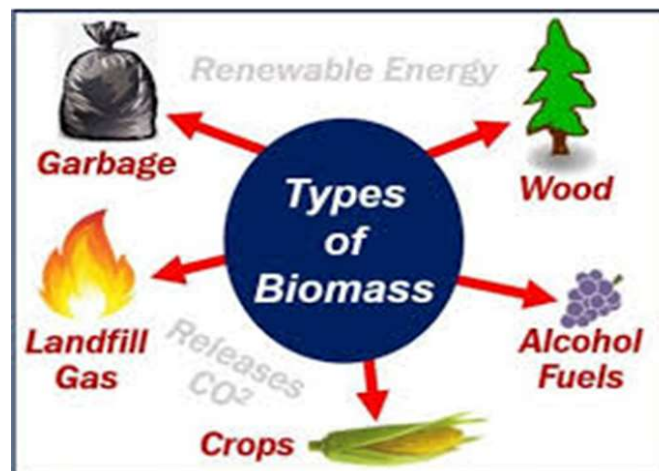 Renewable Energy
Garbage
Wood
Types
of
Biomass
Landfill
Gas
Releases
CO²
Alcohol
Fuels
Crops